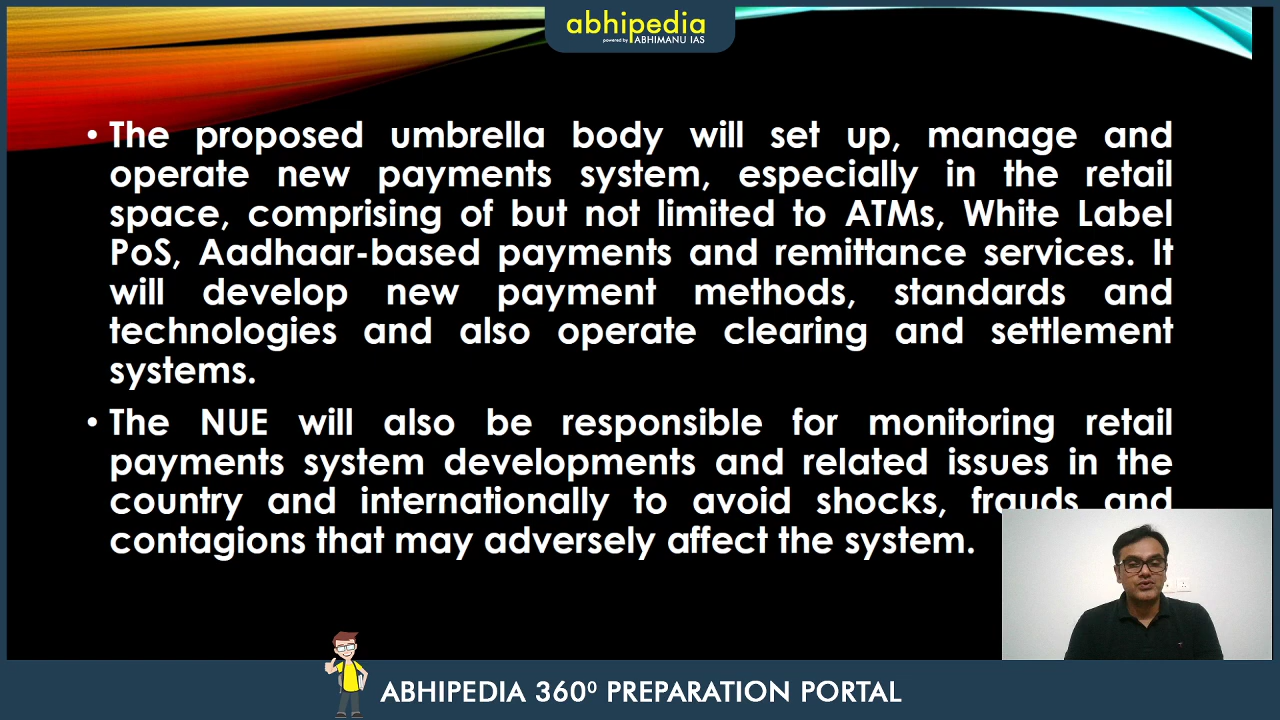 abhipedia
powered by ABHIMANU IAS
• The proposed umbrella body will set up, manage and
operate new payments system, especially in the retail
space, comprising of but not limited to ATMs, White Label
PoS, Aadhaar-based payments and remittance services. It
will develop new payment methods, standards and
technologies and also operate clearing and settlement
systems.
• The NUE will also be responsible for monitoring retail
payments system developments and related issues in the
country and internationally to avoid shocks, frauds and
contagions that may adversely affect the system.
ABHIPEDIA 360⁰ PREPARATION PORTAL